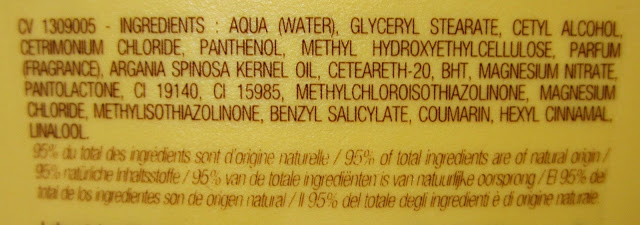 CV 1309005 - INGREDIENTS : AQUA (WATER), GLYCERYL STEARATE, CETYL ALCOHOL,
CETRIMONIUM CHLORIDE, PANTHENOL, METHYL HYDROXYETHYLCELLULOSE, PARFUM
(FRAGRANCE), ARGANIA SPINOSA KERNEL OIL, CETEARETH-20, BHT, MAGNESIUM NITRATE,
PANTOLACTONE, CI 19140, CI 15985, METHYLCHLOROISOTHIAZOLINONE, MAGNESIUM
CHLORIDE, METHYLISOTHIAZOLINONE, BENZYL SALICYLATE, COUMARIN, HEXYL CINNAMAL,
LINALOOL.
95% du total des ingrédients sont d'origine naturelle / 95% of total ingredients are of natural origin /
95% natürliche Inhaltsstoffe / 95% van de totale ingrediënten is van natuurlijke oorsprong / El 95% del
total de los ingredientes son de origen natural / Il 95% del totale degli ingredienti è di origine naturale.